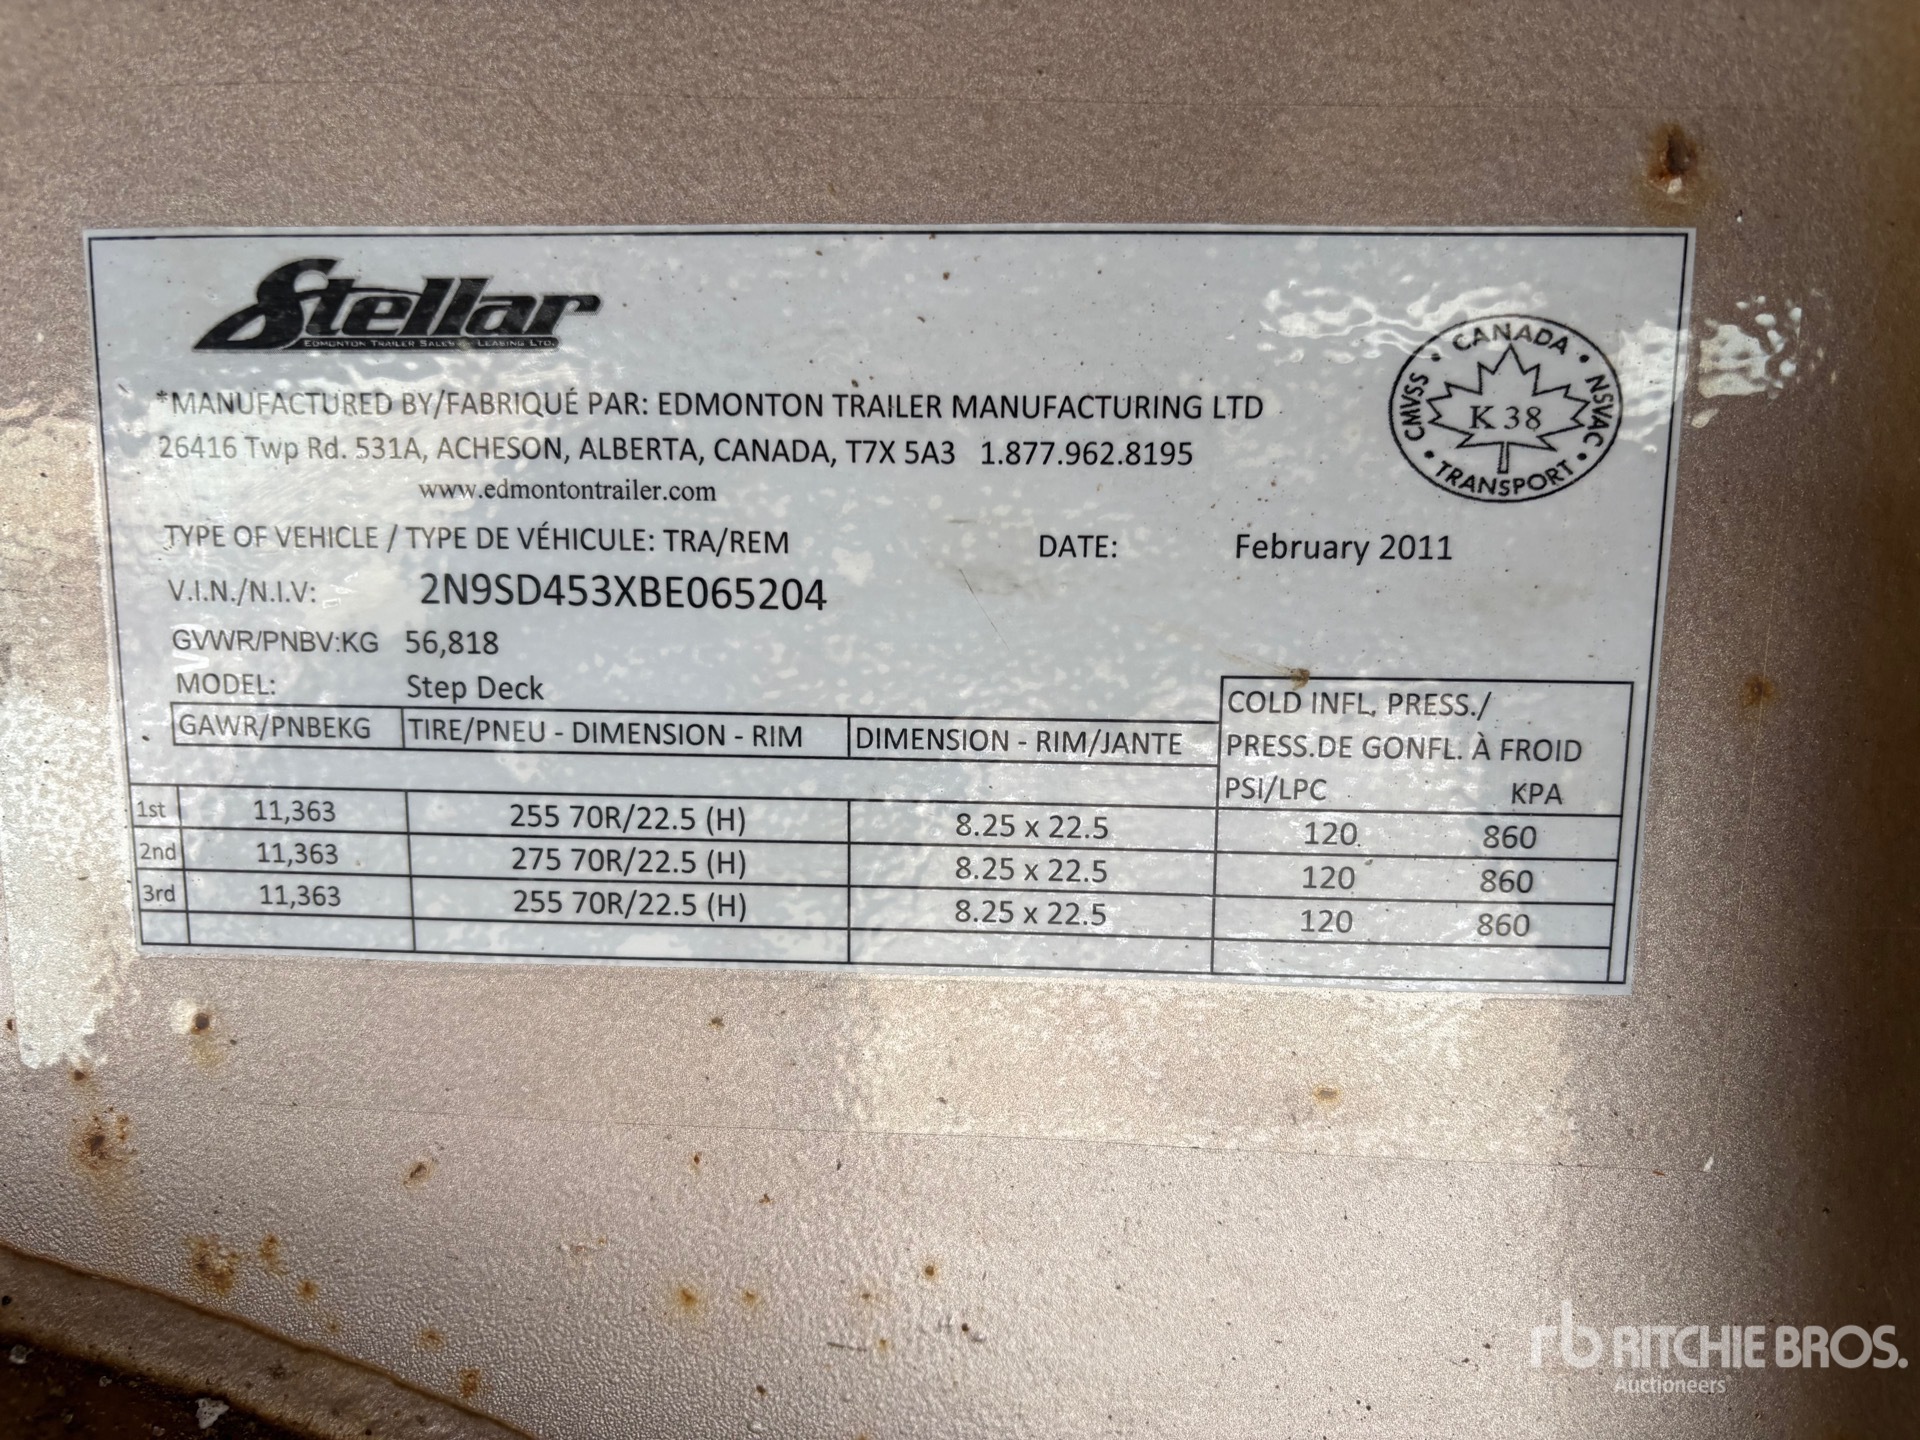 Stellar
EDMONTON TRAILER SALES & LEASING LTD.
*MANUFACTURED BY/FABRIQUÉ PAR: EDMONTON TRAILER MANUFACTURING LTD
26416 Twp Rd. 531A, ACHESON, ALBERTA, CANADA, T7X 5A3 1.877.962.8195
www.edmontontrailer.com
CANADA • NSVAC • TRANSPORT • CMVSS •
K 38
TYPE OF VEHICLE / TYPE DE VÉHICULE: TRA/REM DATE: February 2011
V.I.N./N.I.V: 2N9SD453XBE065204
GVWR/PNBV:KG 56,818
MODEL: Step Deck
GAWR/PNBEKG TIRE/PNEU - DIMENSION - RIM DIMENSION - RIM/JANTE
COLD INFL. PRESS./
PRESS.DE GONFL. À FROID
PSI/LPC KPA
1st 11,363 255 70R/22.5 (H) 8.25 x 22.5 120 860
2nd 11,363 275 70R/22.5 (H) 8.25 x 22.5 120 860
3rd 11,363 255 70R/22.5 (H) 8.25 x 22.5 120 860
rb RITCHIE BROS.
Auctioneers